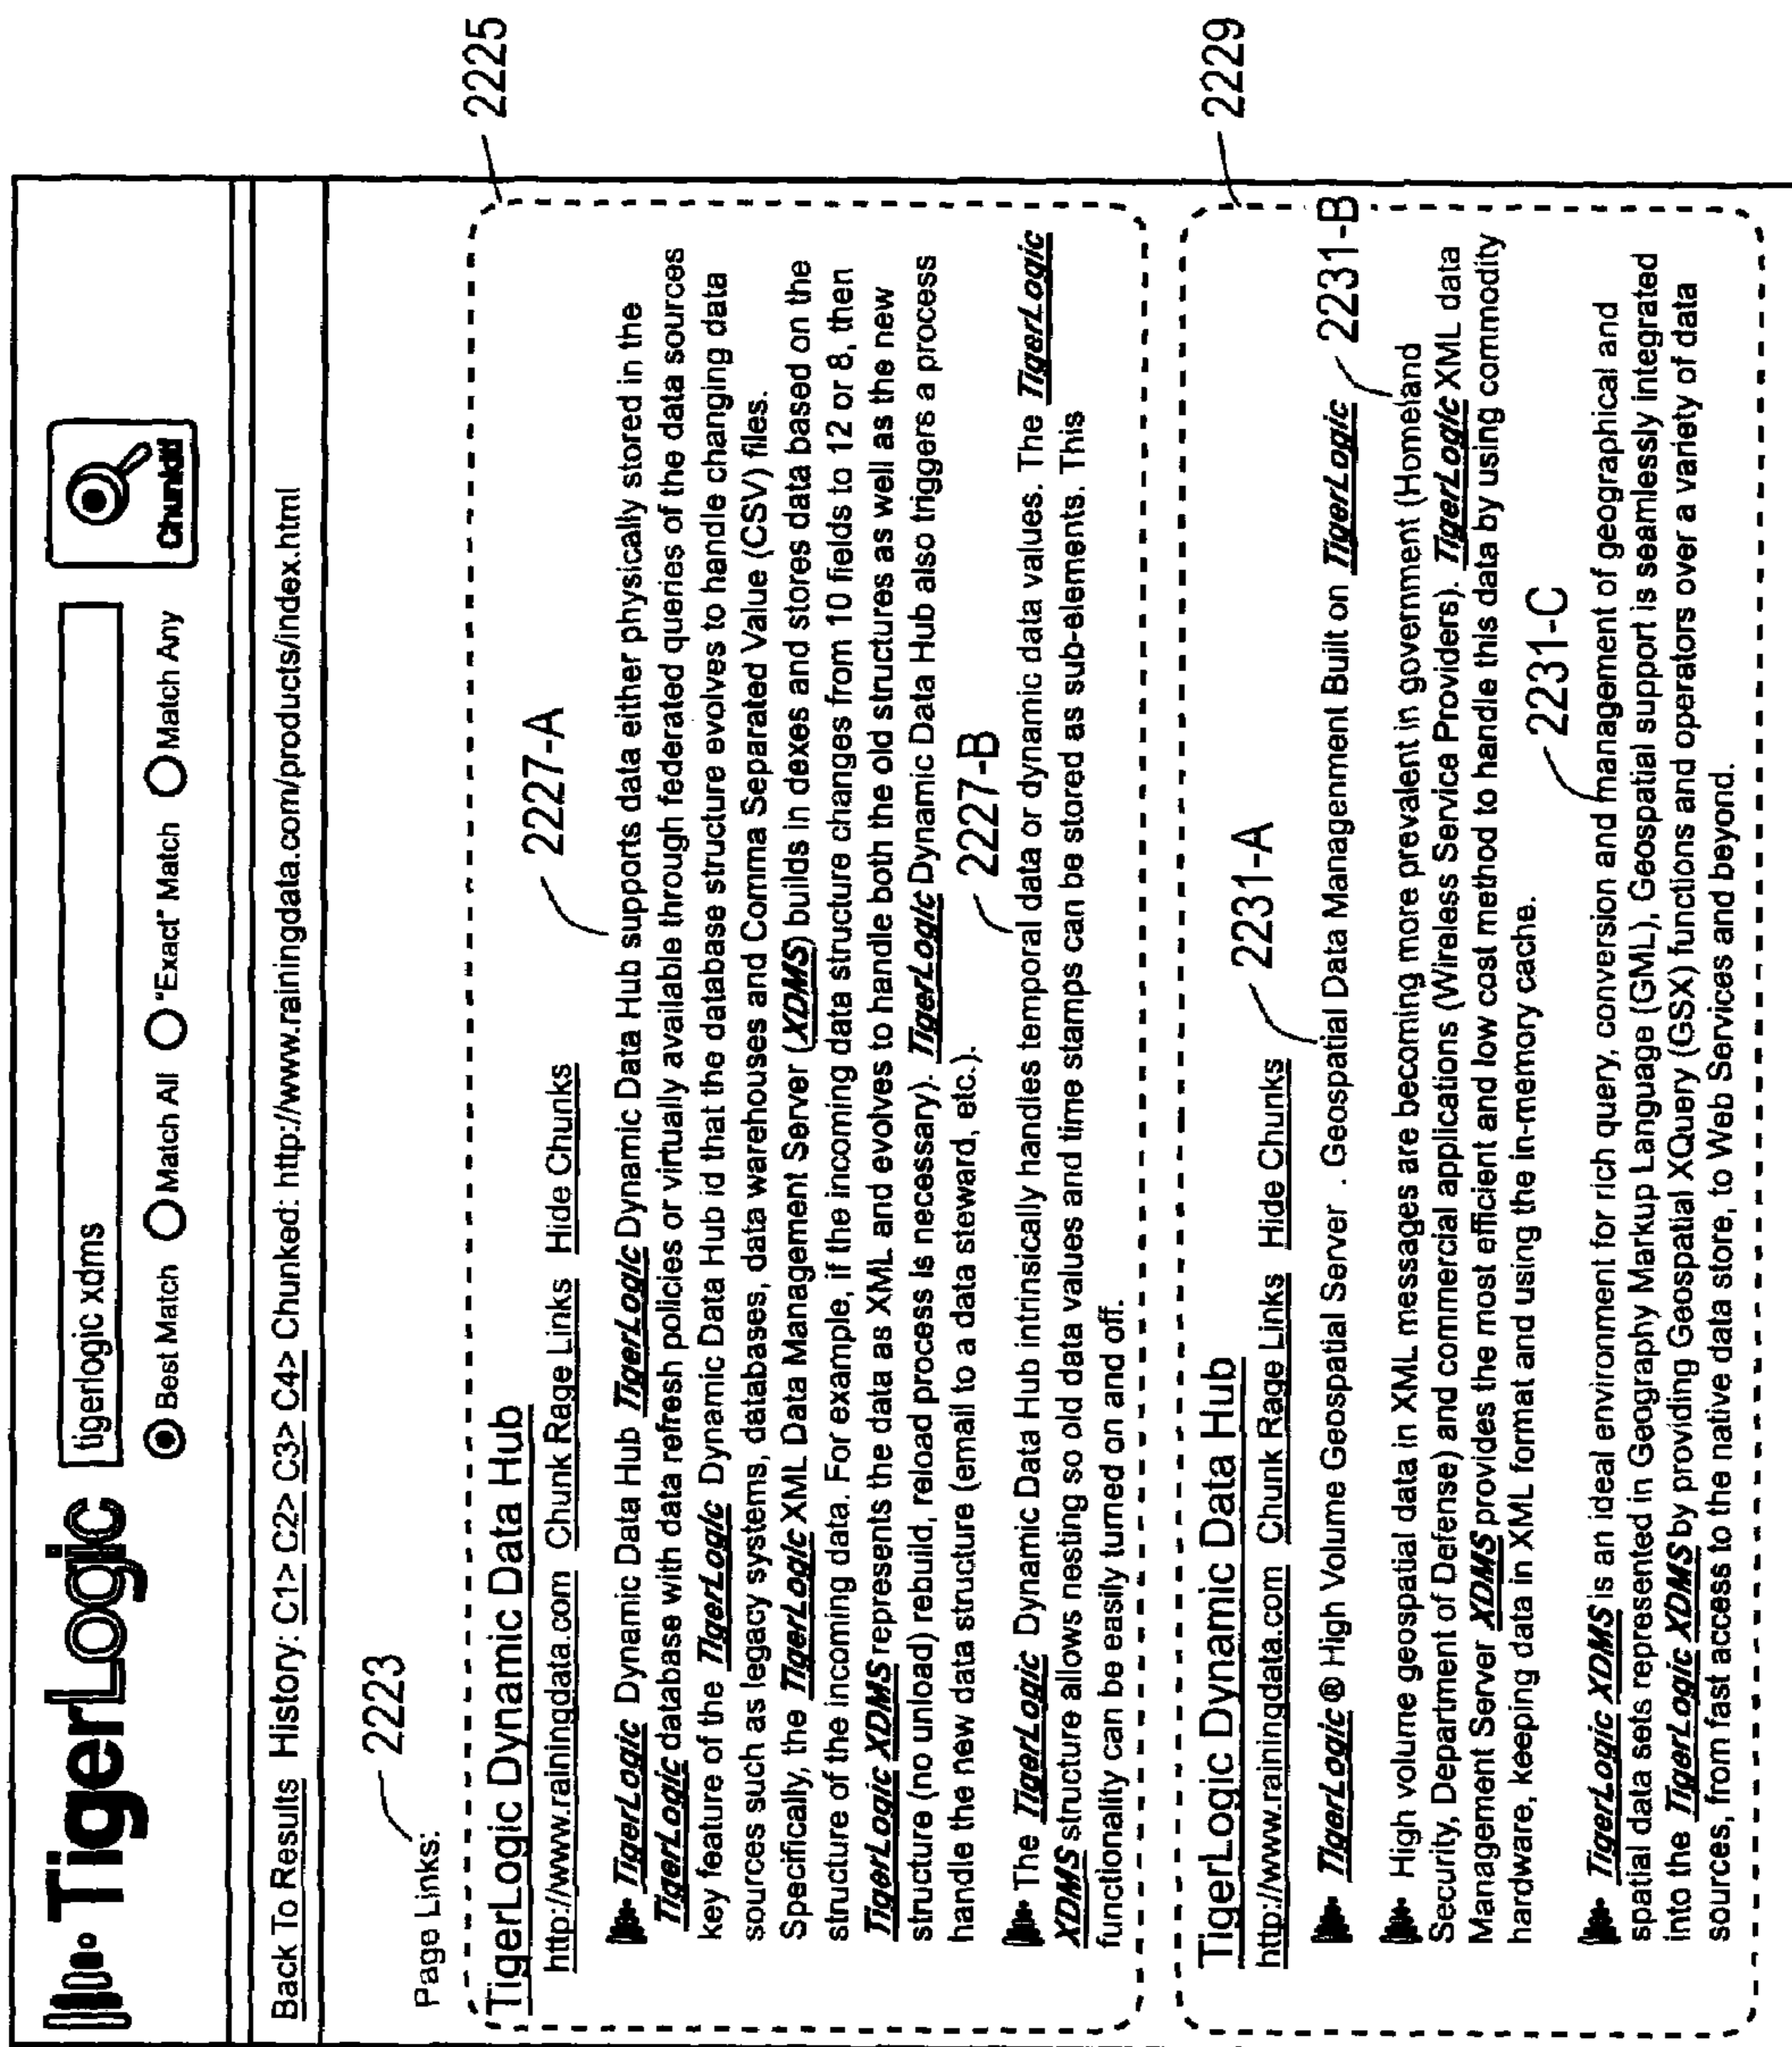 TigerLogic
tigerlogic xdms
Chunkit!
Best Match Match All "Exact" Match Match Any
Back To Results History: C1> C2> C3> C4> Chunked: http://www.rainingdata.com/products/index.html
Page Links:
2223
2225
TigerLogic Dynamic Data Hub
http://www.rainingdata.com Chunk Rage Links Hide Chunks
2227-A
TigerLogic Dynamic Data Hub TigerLogic Dynamic Data Hub supports data either physically stored in the
TigerLogic database with data refresh policies or virtually available through federated queries of the data sources
key feature of the TigerLogic Dynamic Data Hub id that the database structure evolves to handle changing data
sources such as legacy systems, databases, data warehouses and Comma Separated Value (CSV) files.
Specifically, the TigerLogic XML Data Management Server (XDMS) builds in dexes and stores data based on the
structure of the incoming data. For example, if the incoming data structure changes from 10 fields to 12 or 8, then
TigerLogic XDMS represents the data as XML and evolves to handle both the old structures as well as the new
structure (no unload) rebuild, reload process is necessary). TigerLogic Dynamic Data Hub also triggers a process
handle the new data structure (email to a data steward, etc.).
2227-B
The TigerLogic Dynamic Data Hub intrinsically handles temporal data or dynamic data values. The TigerLogic
XDMS structure allows nesting so old data values and time stamps can be stored as sub-elements. This
functionality can be easily turned on and off.
2229
TigerLogic Dynamic Data Hub
http://www.rainingdata.com Chunk Rage Links Hide Chunks
2231-A
TigerLogic ® High Volume Geospatial Server . Geospatial Data Management Built on TigerLogic
2231-B
High volume geospatial data in XML messages are becoming more prevalent in government (Homeland
Security, Department of Defense) and commercial applications (Wireless Service Providers). TigerLogic XML data
Management Server XDMS provides the most efficient and low cost method to handle this data by using commodity
hardware, keeping data in XML format and using the in-memory cache.
2231-C
TigerLogic XDMS is an ideal environment for rich query, conversion and management of geographical and
spatial data sets represented in Geography Markup Language (GML), Geospatial support is seamlessly integrated
into the TigerLogic XDMS by providing Geospatial XQuery (GSX) functions and operators over a variety of data
sources, from fast access to the native data store, to Web Services and beyond.